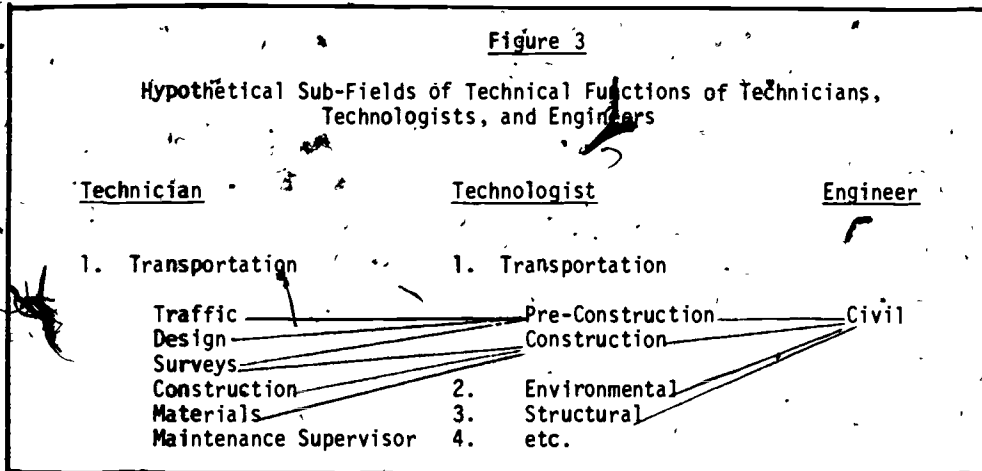 Figure 3
Hypothetical Sub-Fields of Technical Functions of Technicians,
Technologists, and Engineers
Technician Technologist Engineer
1. Transportation 1. Transportation
Traffic Pre-Construction Civil
Design Construction
Surveys
Construction 2. Environmental
Materials 3. Structural
Maintenance Supervisor 4. etc.